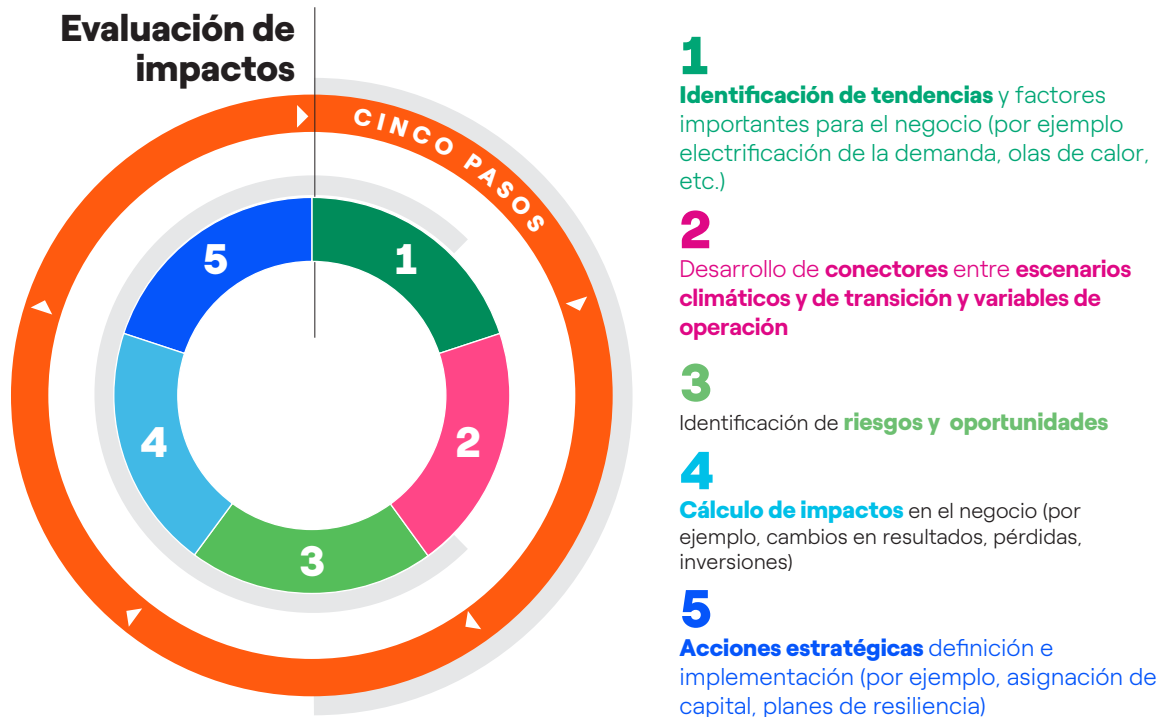 Evaluación de
impactos
CINCO PASOS
1
2
3
4
5
1
Identificación de tendencias y factores
importantes para el negocio (por ejemplo
electrificación de la demanda, olas de calor,
etc.)
2
Desarrollo de conectores entre escenarios
climáticos y de transición y variables de
operación
3
Identificación de riesgos y oportunidades
4
Cálculo de impactos en el negocio (por
ejemplo, cambios en resultados, pérdidas,
inversiones)
5
Acciones estratégicas definición e
implementación (por ejemplo, asignación de
capital, planes de resiliencia)